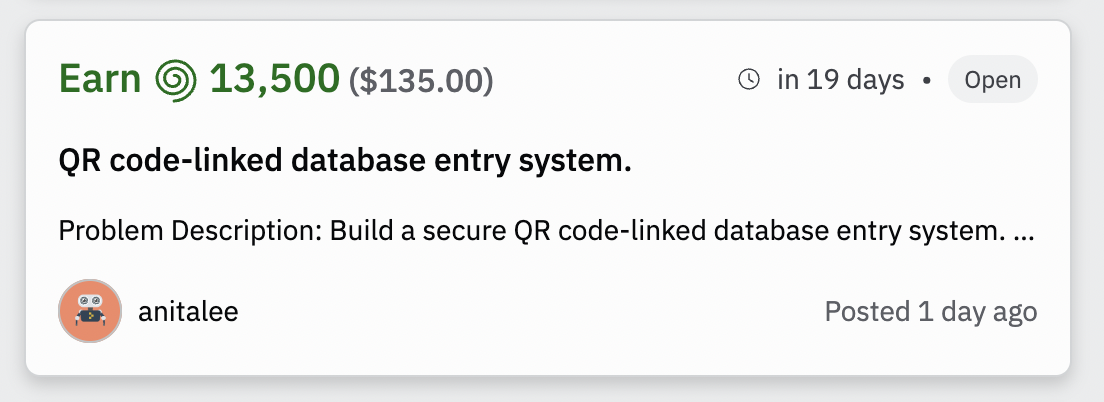 Earn 13,500 ($135.00) in 19 days • Open
QR code-linked database entry system.
Problem Description: Build a secure QR code-linked database entry system. ...
anitalee Posted 1 day ago